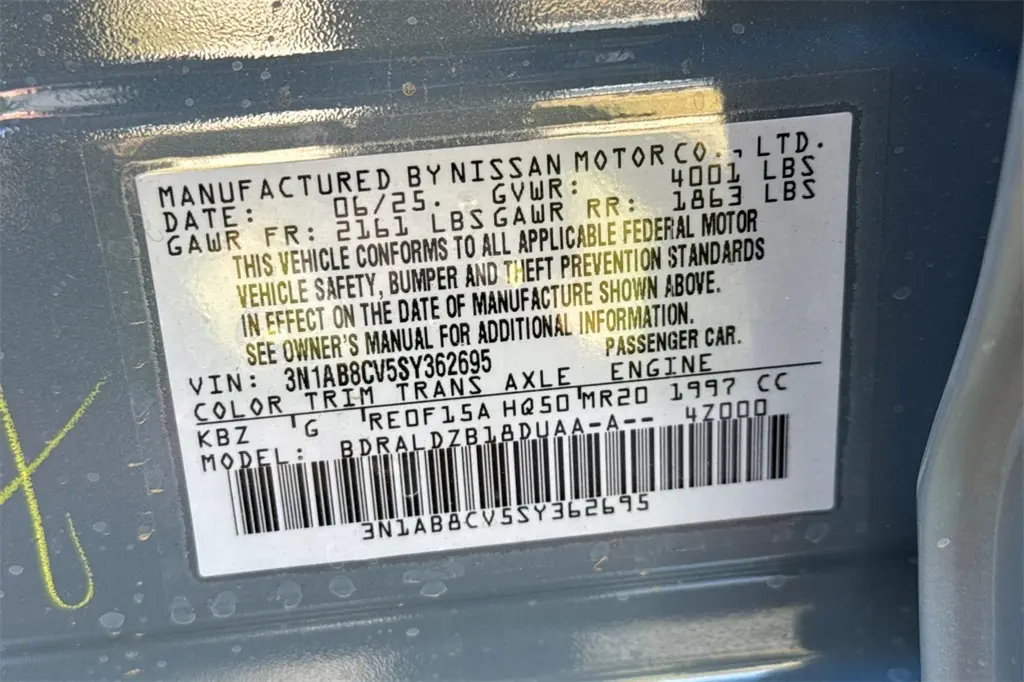 MANUFACTURED BY NISSAN MOTOR CO., LTD.
DATE: 06/25. GVWR: 4001 LBS
GAWR FR: 2161 LBS GAWR RR: 1863 LBS
THIS VEHICLE CONFORMS TO ALL APPLICABLE FEDERAL MOTOR
VEHICLE SAFETY, BUMPER AND THEFT PREVENTION STANDARDS
IN EFFECT ON THE DATE OF MANUFACTURE SHOWN ABOVE.
SEE OWNER'S MANUAL FOR ADDITIONAL INFORMATION.
VIN: 3N1AB8CV5SY362695 PASSENGER CAR.
COLOR TRIM TRANS AXLE ENGINE
KBZ G RE0F15A HQ50 MR20 1997 CC
MODEL: BDRALDZB18DUAA-A-- 4Z000
3N1AB8CV5SY362695